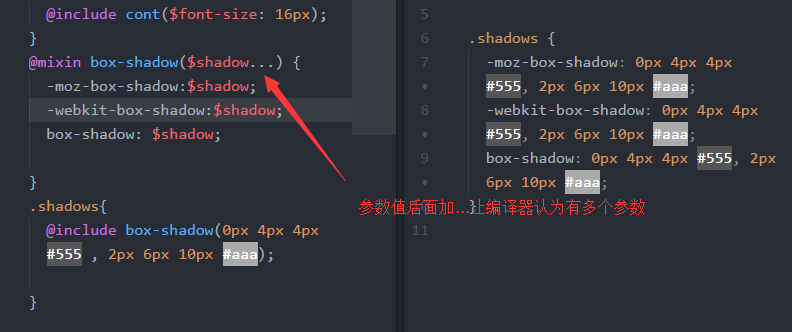 @include cont($font-size: 16px);
}
@mixin box-shadow($shadow...) {
-moz-box-shadow:$shadow;
-webkit-box-shadow:$shadow;
box-shadow: $shadow;
}
.shadows{
@include box-shadow(0px 4px 4px
#555 , 2px 6px 10px #aaa);
}
5
6 .shadows {
7 -moz-box-shadow: 0px 4px 4px
• #555, 2px 6px 10px #aaa;
8 -webkit-box-shadow: 0px 4px 4px
• #555, 2px 6px 10px #aaa;
9 box-shadow: 0px 4px 4px #555, 2px
• 6px 10px #aaa;
10 }
11
参数值后面加...让编译器认为有多个参数